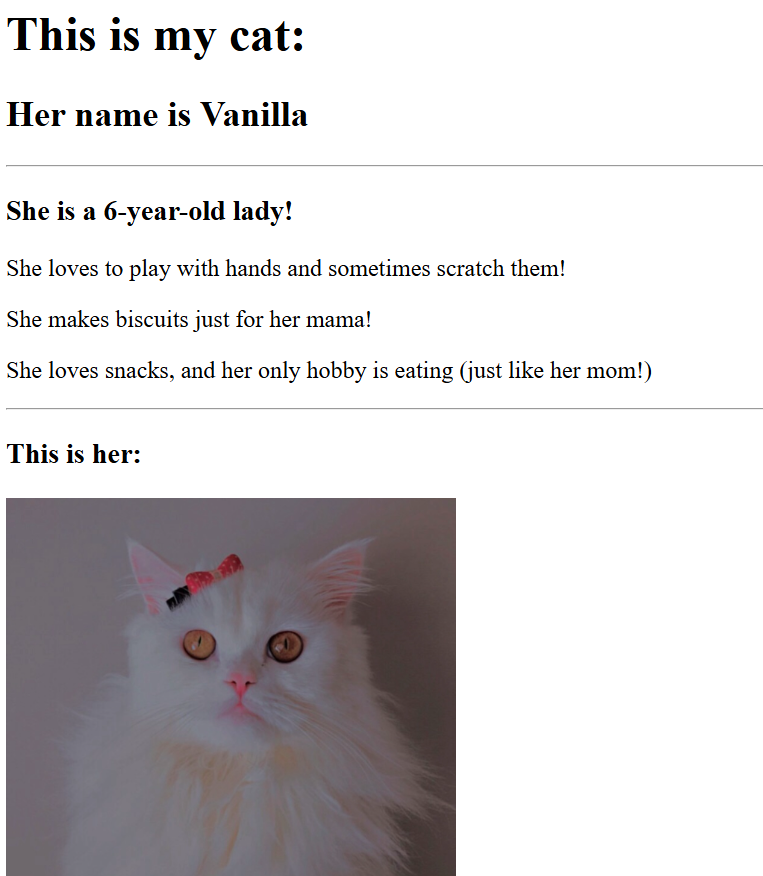 This is my cat:
Her name is Vanilla
She is a 6-year-old lady!
She loves to play with hands and sometimes scratch them!
She makes biscuits just for her mama!
She loves snacks, and her only hobby is eating (just like her mom!)
This is her: